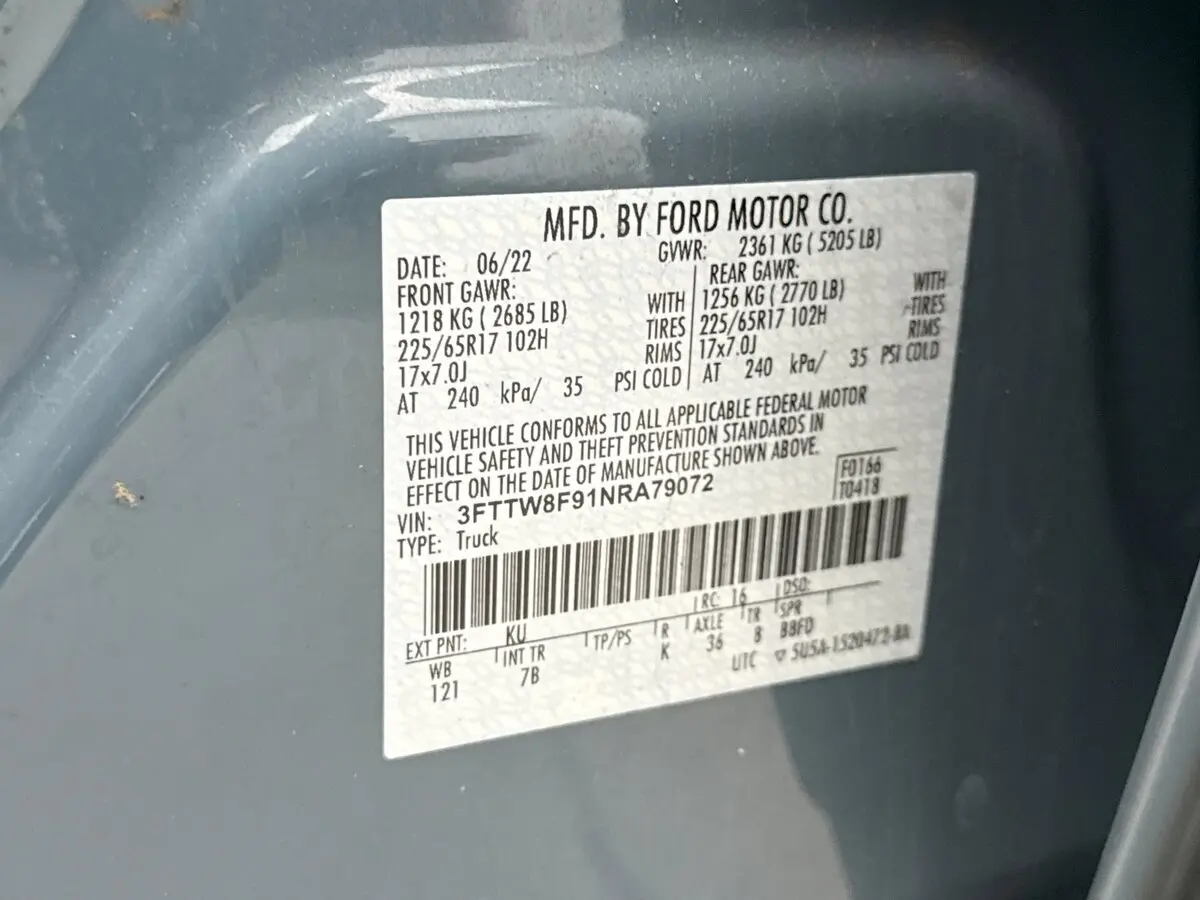 MFD. BY FORD MOTOR CO.
DATE: 06/22 GVWR: 2361 KG ( 5205 LB)
FRONT GAWR: REAR GAWR:
1218 KG ( 2685 LB) WITH 1256 KG ( 2770 LB) WITH
225/65R17 102H TIRES 225/65R17 102H TIRES
17x7.0J RIMS 17x7.0J RIMS
AT 240 kPa/ 35 PSI COLD AT 240 kPa/ 35 PSI COLD
THIS VEHICLE CONFORMS TO ALL APPLICABLE FEDERAL MOTOR
VEHICLE SAFETY AND THEFT PREVENTION STANDARDS IN
EFFECT ON THE DATE OF MANUFACTURE SHOWN ABOVE.
F0166
VIN: 3FTTW8F91NRA79072 T0418
TYPE: Truck
EXT PNT: KU RC: 16 DSO:
WB INT TR TP/PS R AXLE TR SPR
121 7B K 36 8 B8FD
UTC ▽ 5U5A-1520472-BA